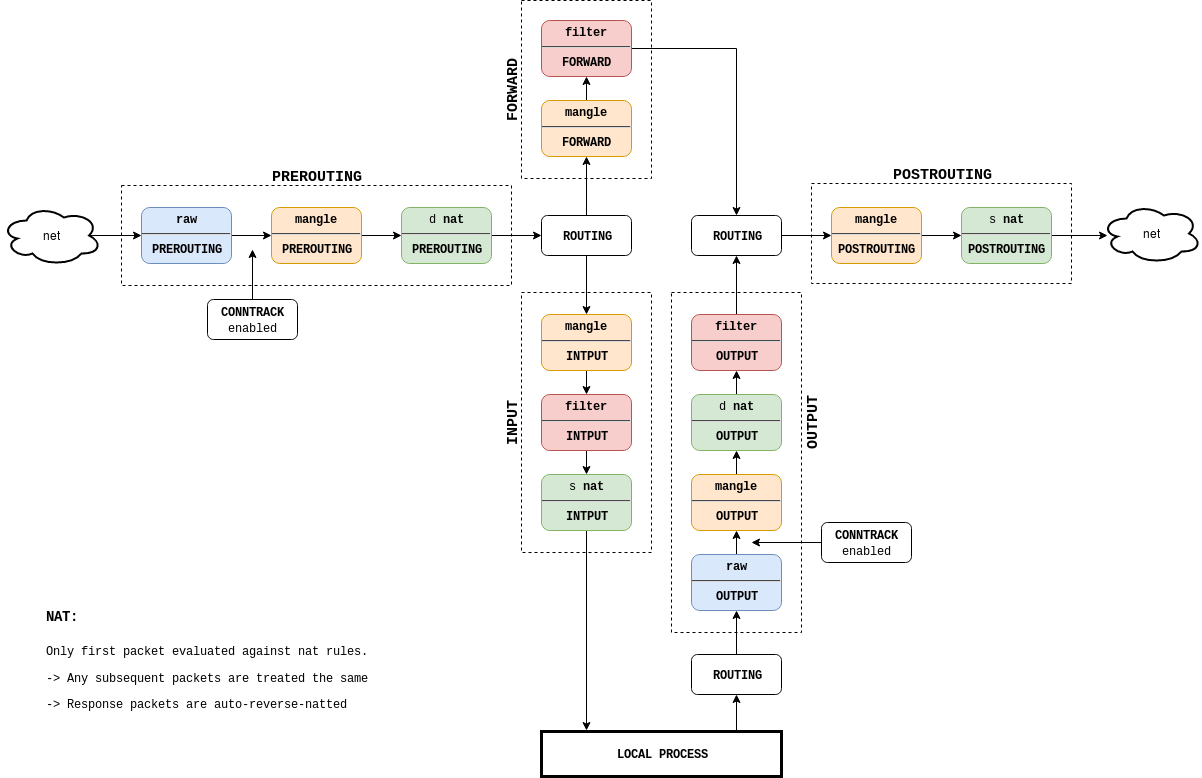 filter
FORWARD
mangle
FORWARD
FORWARD
PREROUTING
POSTROUTING
net
raw
PREROUTING
mangle
PREROUTING
d nat
PREROUTING
ROUTING
ROUTING
mangle
POSTROUTING
s nat
POSTROUTING
net
CONNTRACK
enabled
INPUT
mangle
INTPUT
filter
INTPUT
s nat
INTPUT
filter
OUTPUT
d nat
OUTPUT
mangle
OUTPUT
raw
OUTPUT
OUTPUT
CONNTRACK
enabled
NAT:
Only first packet evaluated against nat rules.
-> Any subsequent packets are treated the same
-> Response packets are auto-reverse-natted
ROUTING
LOCAL PROCESS